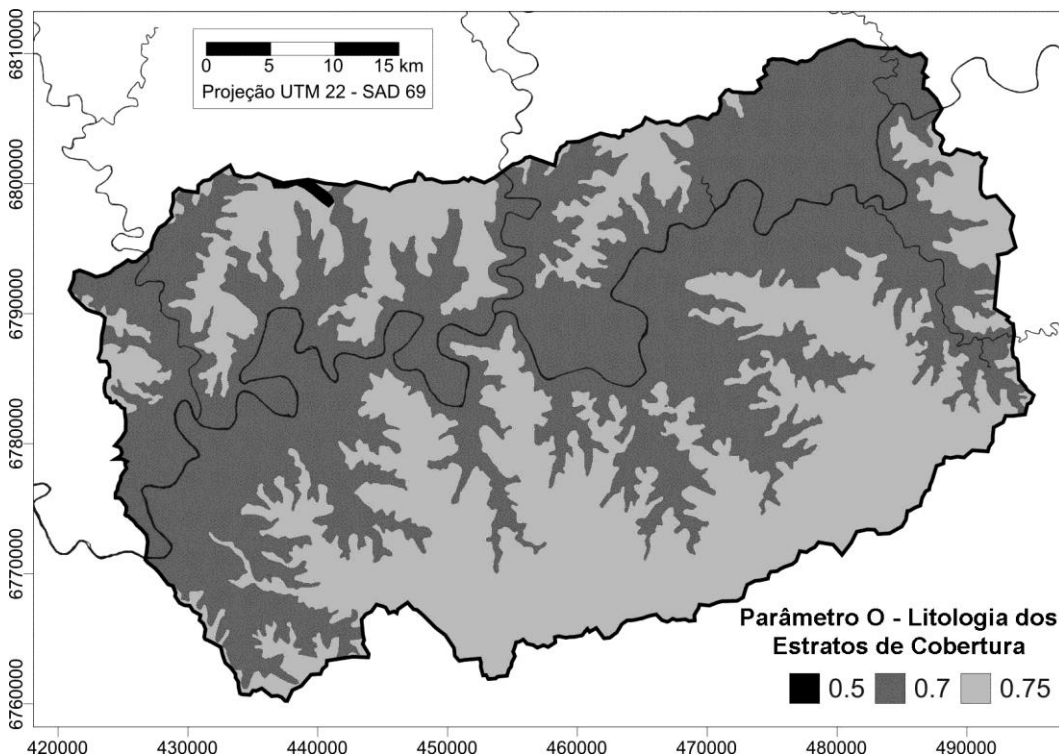 0 5 10 15 km
Projeção UTM 22 - SAD 69
6810000
6800000
6790000
6780000
6770000
6760000
Parâmetro O - Litologia dos
Estratos de Cobertura
0.5 0.7 0.75
420000 430000 440000 450000 460000 470000 480000 490000